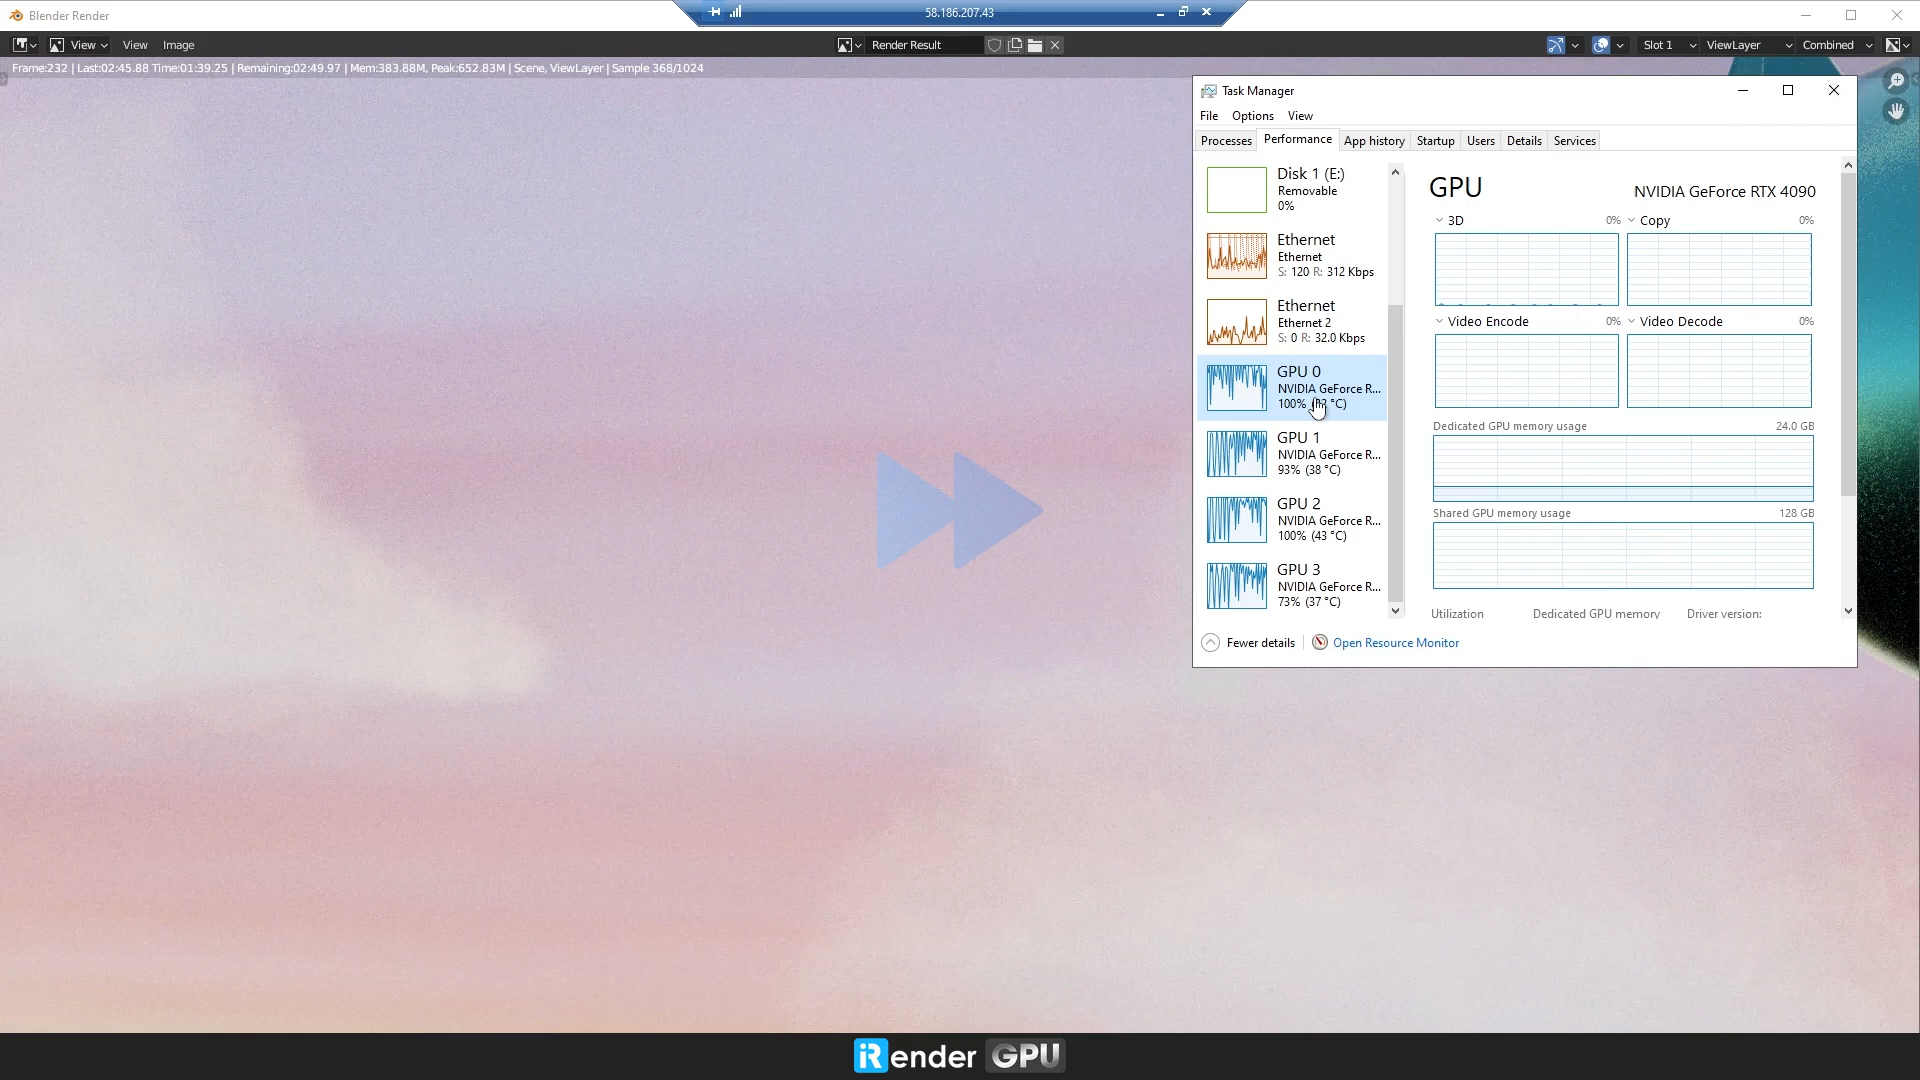 Blender Render
58.186.207.43
View
View
Image
Render Result
Slot 1
ViewLayer
Combined
Frame:232 | Last:02:45.88 Time:01:39.25 | Remaining:02:49.97 | Mem:383.88M, Peak:652.83M | Scene, ViewLayer | Sample 368/1024
Task Manager
File Options View
Processes Performance App history Startup Users Details Services
Disk 1 (E:)
Removable
0%
Ethernet
Ethernet
S: 120 R: 312 Kbps
Ethernet
Ethernet 2
S: 0 R: 32.0 Kbps
GPU 0
NVIDIA GeForce R...
100%
GPU 1
NVIDIA GeForce R...
93% (38 °C)
GPU 2
NVIDIA GeForce R...
100% (43 °C)
GPU 3
NVIDIA GeForce R...
73% (37 °C)
GPU
NVIDIA GeForce RTX 4090
3D 0%
Copy 0%
Video Encode 0%
Video Decode 0%
Dedicated GPU memory usage 24.0 GB
Shared GPU memory usage 128 GB
Utilization
Dedicated GPU memory
Driver version:
Fewer details
Open Resource Monitor
iRender GPU